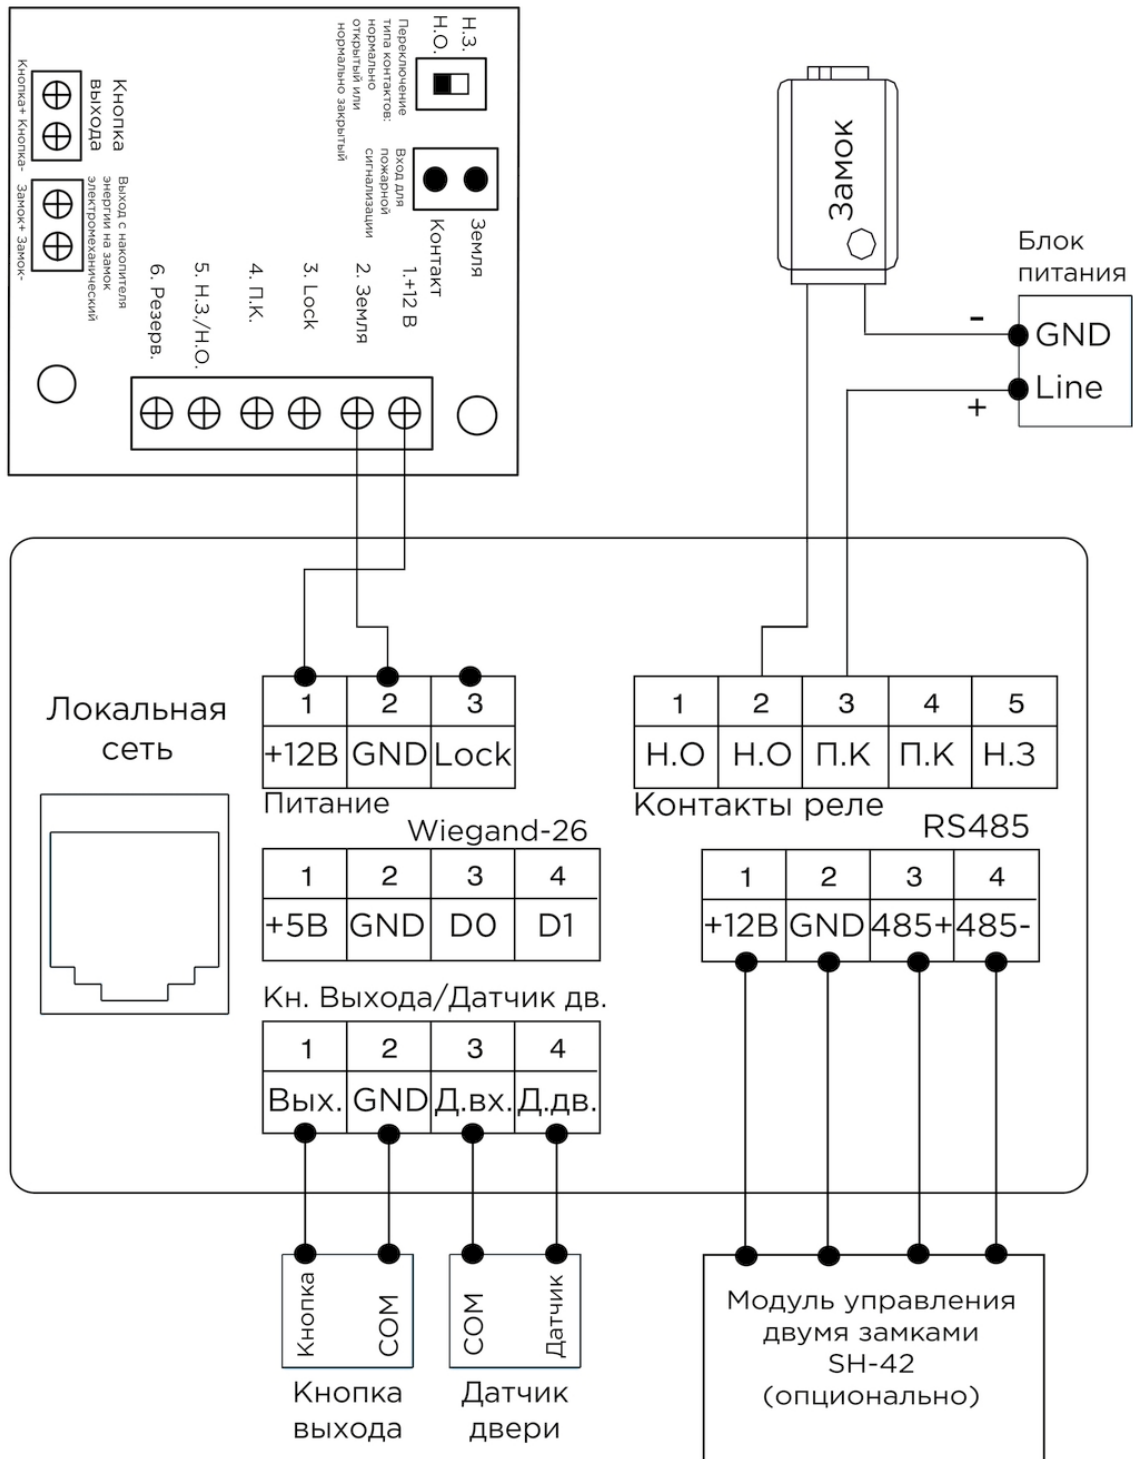 Н.О.
Н.З.
Переключение
типа контактов:
нормально
открытый или
нормально закрытый
Кнопка
выхода
Кнопка+ Кнопка-
Вход для
пожарной
сигнализации
Контакт
Земля
Выход с накопителя
энергии на замок
электромеханический
Замок+ Замок-
6. Резерв.
5. Н.З./Н.О.
4. П.К.
3. Lock
2. Земля
1.+12 В
Замок
Блок
питания
-
GND
Line
+
Локальная
сеть
1 2 3
+12В GND Lock
Питание
1 2 3 4 5
Н.О Н.О П.К П.К Н.З
Контакты реле
Wiegand-26
1 2 3 4
+5В GND D0 D1
RS485
1 2 3 4
+12В GND 485+ 485-
Кн. Выхода/Датчик дв.
1 2 3 4
Вых. GND Д.вх. Д.дв.
Кнопка
COM
COM
Датчик
Кнопка
выхода
Датчик
двери
Модуль управления
двумя замками
SH-42
(опционально)